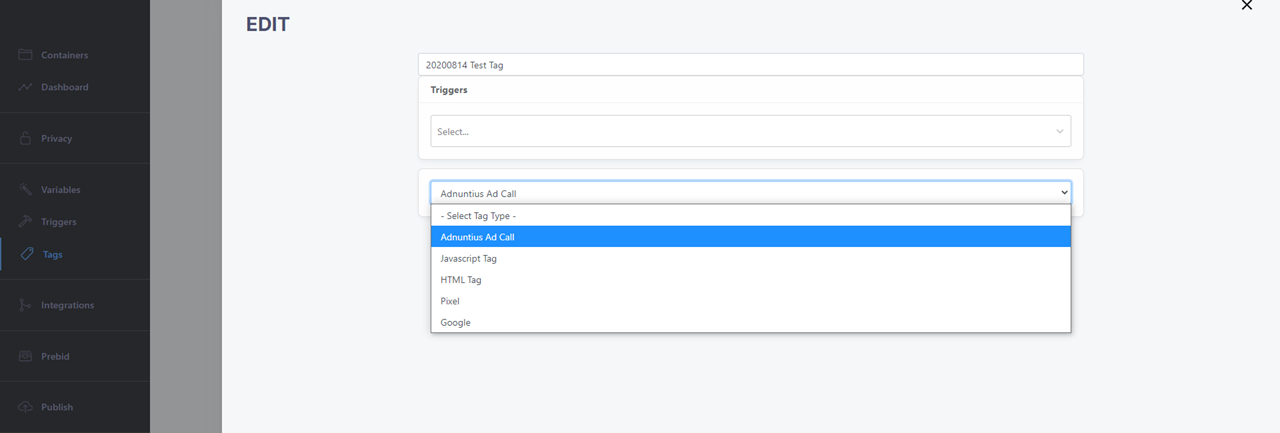 EDIT
Containers
Dashboard
Privacy
Variables
Triggers
Tags
Integrations
Prebid
Publish
20200814 Test Tag
Triggers
Select...
Adnuntius Ad Call
- Select Tag Type -
Adnuntius Ad Call
Javascript Tag
HTML Tag
Pixel
Google